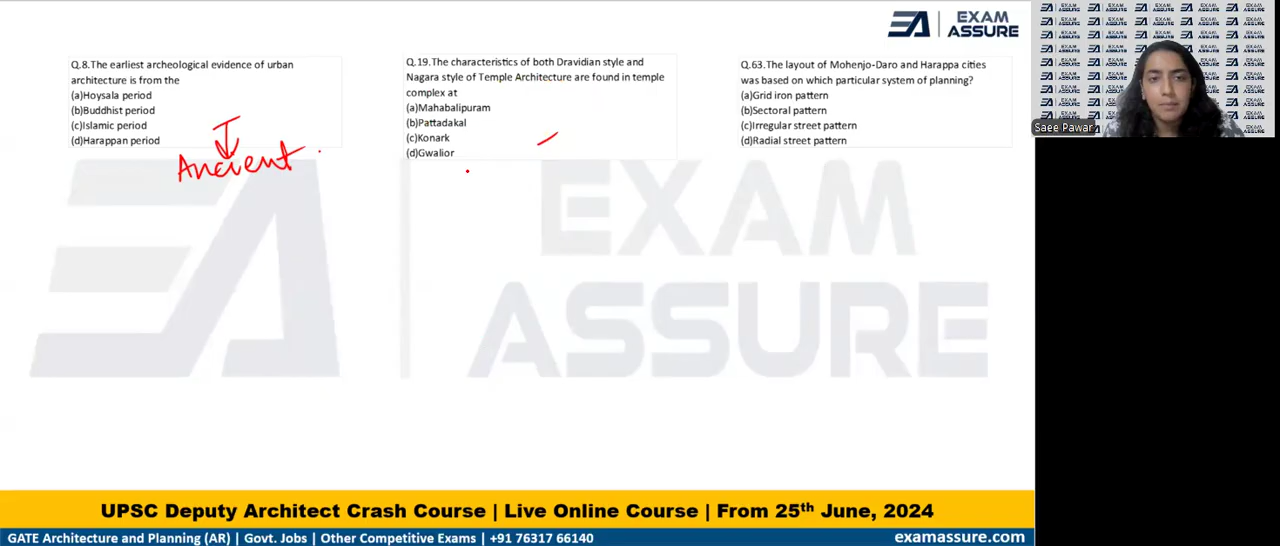 EXAM
ASSURE
Q.8.The earliest archeological evidence of urban
architecture is from the
(a)Hoysala period
(b)Buddhist period
(c)Islamic period
(d)Harappan period
Ancient
Q.19.The characteristics of both Dravidian style and
Nagara style of Temple Architecture are found in temple
complex at
(a)Mahabalipuram
(b)Pattadakal
(c)Konark
(d)Gwalior
Q.63.The layout of Mohenjo-Daro and Harappa cities
was based on which particular system of planning?
(a)Grid iron pattern
(b)Sectoral pattern
(c)Irregular street pattern
(d)Radial street pattern
Saee Pawar
EXAM
ASSURE
UPSC Deputy Architect Crash Course | Live Online Course | From 25th June, 2024
GATE Architecture and Planning (AR) | Govt. Jobs | Other Competitive Exams | +91 76317 66140
examassure.com